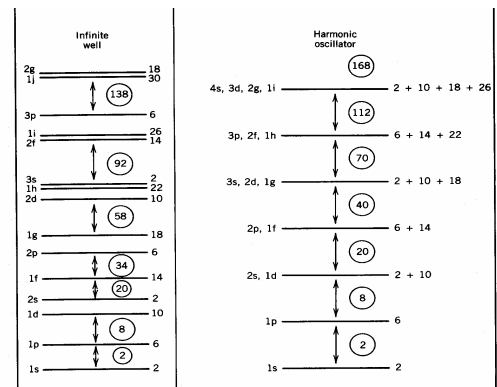 Infinite
well
2g 18
1j 30
138
3p 6
1i 26
2f 14
92
3s 2
1h 22
2d 10
58
1g 18
2p 6
34
1f 14
20
2s 2
1d 10
8
1p 6
2
1s 2
Harmonic
oscillator
168
4s, 3d, 2g, 1i 2 + 10 + 18 + 26
112
3p, 2f, 1h 6 + 14 + 22
70
3s, 2d, 1g 2 + 10 + 18
40
2p, 1f 6 + 14
20
2s, 1d 2 + 10
8
1p 6
2
1s 2